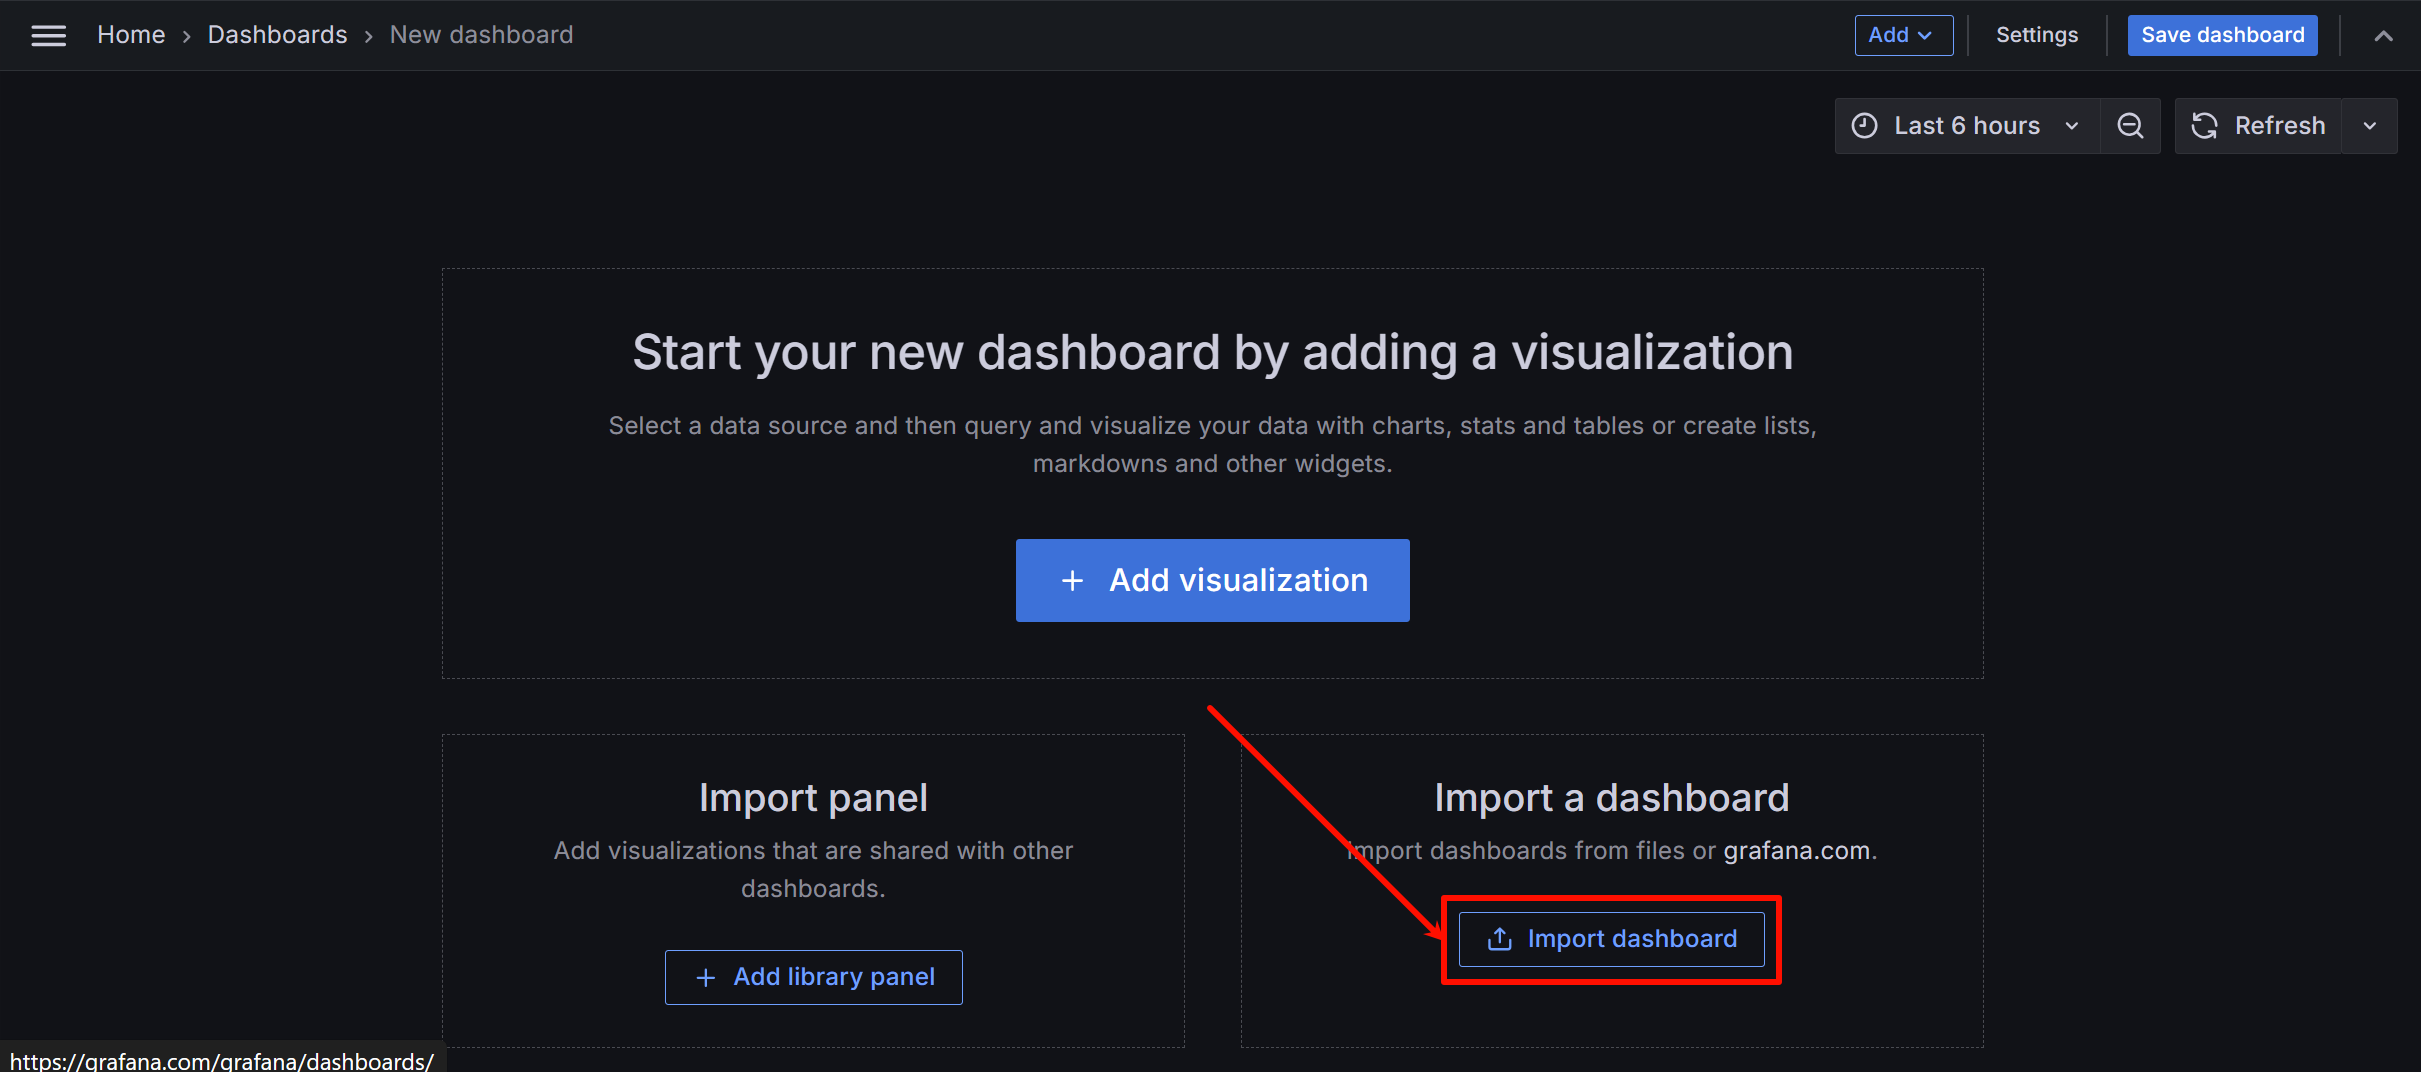 Home › Dashboards › New dashboard
Add
Settings
Save dashboard
Last 6 hours
Refresh
Start your new dashboard by adding a visualization
Select a data source and then query and visualize your data with charts, stats and tables or create lists,
markdowns and other widgets.
+ Add visualization
Import panel
Add visualizations that are shared with other
dashboards.
+ Add library panel
Import a dashboard
Import dashboards from files or grafana.com.
Import dashboard
https://grafana.com/grafana/dashboards/